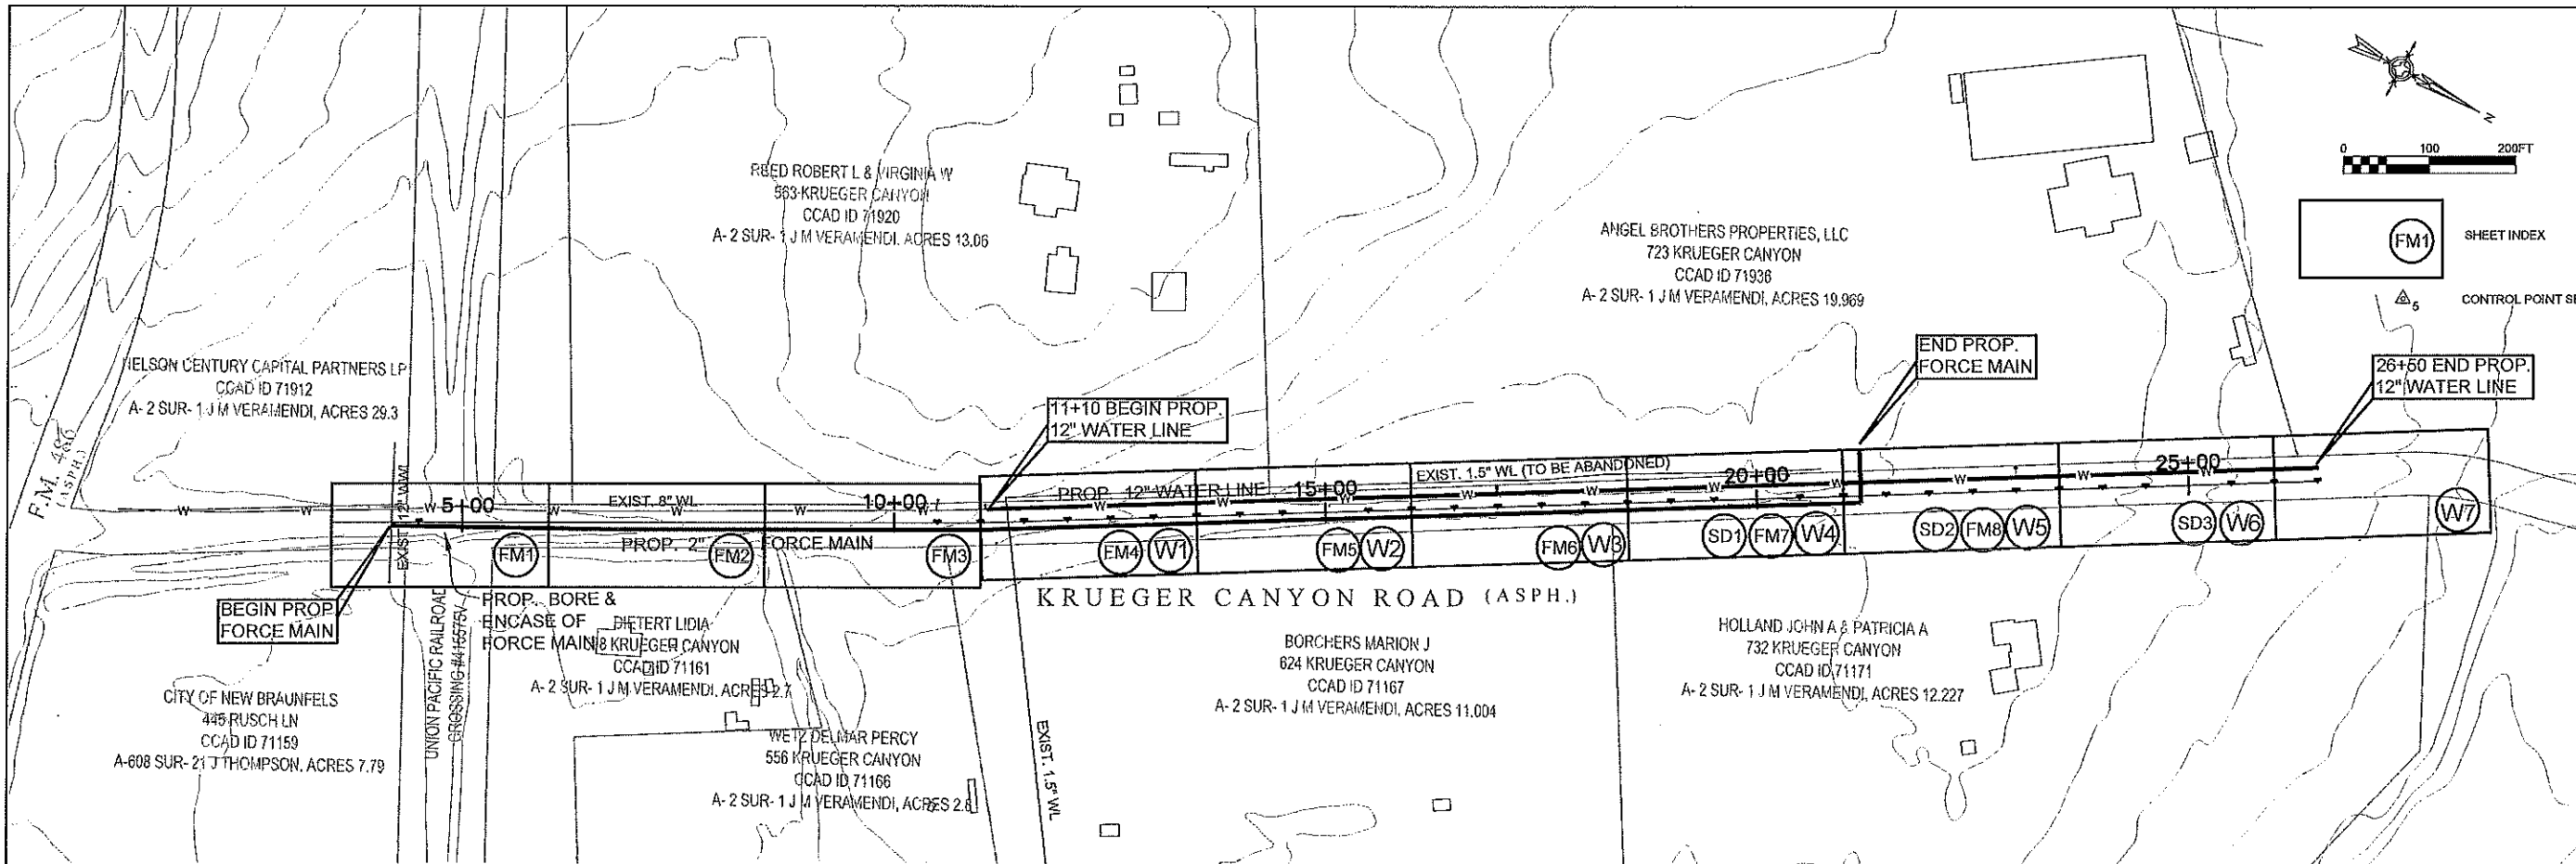 N
0 100 200FT
FM1
SHEET INDEX
5
CONTROL POINT
REED ROBERT L & VIRGINIA W
563 KRUEGER CANYON
CCAD ID 71920
A- 2 SUR- 1 J M VERAMENDI, ACRES 13.06
ANGEL BROTHERS PROPERTIES, LLC
723 KRUEGER CANYON
CCAD ID 71936
A- 2 SUR- 1 J M VERAMENDI, ACRES 19.969
NELSON CENTURY CAPITAL PARTNERS LP
CCAD ID 71912
A- 2 SUR- 1 J M VERAMENDI, ACRES 29.3
F.M. 486
(ASPH.)
END PROP.
FORCE MAIN
26+50 END PROP.
12" WATER LINE
11+10 BEGIN PROP.
12" WATER LINE
EXIST. 12" WWL
W W W 5+00 W EXIST. 8" WL W 10+00 W
PROP. 12" WATER LINE 15+00 EXIST. 1.5" WL (TO BE ABANDONED) 20+00 25+00
W W W W W W W W W
PROP. 2" FORCE MAIN
FM1 FM2 FM3 FM4 W1 FM5 W2 FM6 W3 SD1 FM7 W4 SD2 FM8 W5 SD3 W6 W7
KRUEGER CANYON ROAD (ASPH.)
BEGIN PROP.
FORCE MAIN
UNION PACIFIC RAILROAD
CROSSING #415575V
PROP. BORE &
ENCASE OF
FORCE MAIN
DIETERT LIDIA
8 KRUEGER CANYON
CCAD ID 71161
A- 2 SUR- 1 J M VERAMENDI, ACRES 2.7
CITY OF NEW BRAUNFELS
445 RUSCH LN
CCAD ID 71159
A-608 SUR- 21 J THOMPSON, ACRES 7.79
WETZ DELMAR PERCY
556 KRUEGER CANYON
CCAD ID 71166
A- 2 SUR- 1 J M VERAMENDI, ACRES 2.8
EXIST. 1.5" WL
BORCHERS MARION J
624 KRUEGER CANYON
CCAD ID 71167
A- 2 SUR- 1 J M VERAMENDI, ACRES 11.004
HOLLAND JOHN A & PATRICIA A
732 KRUEGER CANYON
CCAD ID 71171
A- 2 SUR- 1 J M VERAMENDI, ACRES 12.227